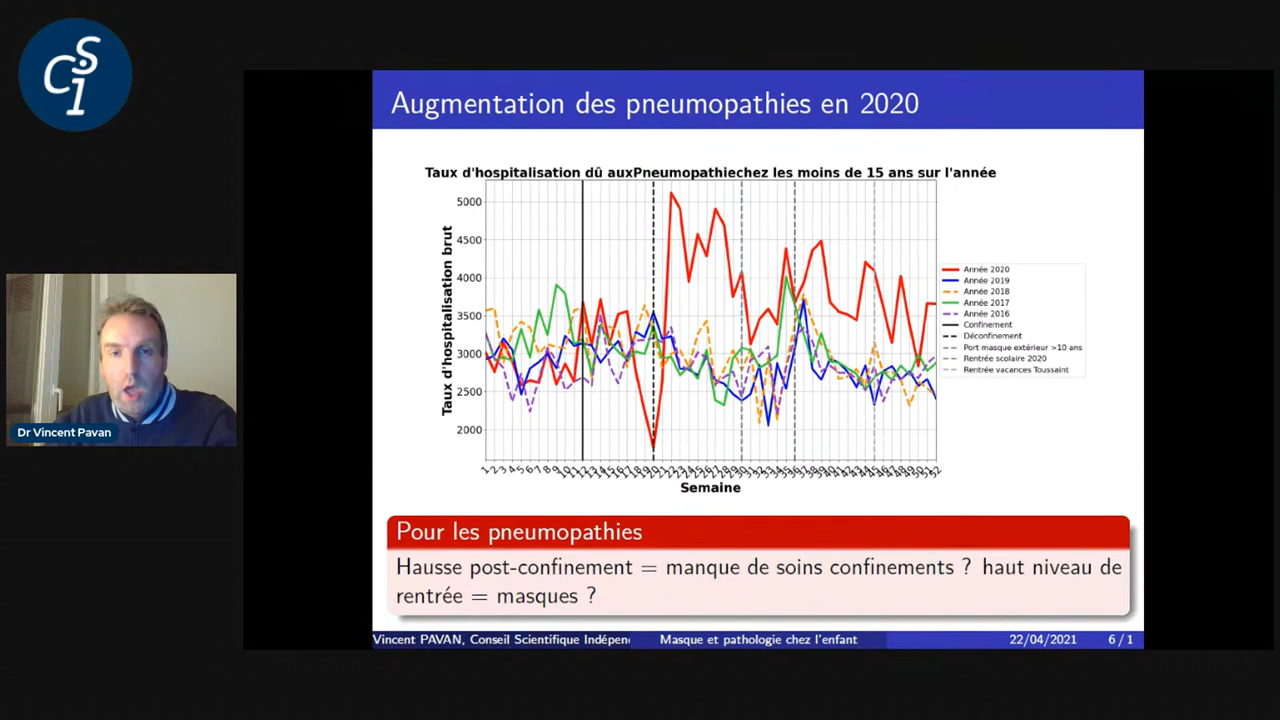 CSI
Augmentation des pneumopathies en 2020
Taux d'hospitalisation dû auxPneumopathiechez les moins de 15 ans sur l'année
Taux d'hospitalisation brut
5000
4500
4000
3500
3000
2500
2000
Année 2020
Année 2019
Année 2018
Année 2017
Année 2016
Confinement
Déconfinement
Port masque extérieur >10 ans
Rentrée scolaire 2020
Rentrée vacances Toussaint
Semaine
Dr Vincent Pavan
Pour les pneumopathies
Hausse post-confinement = manque de soins confinements ? haut niveau de
rentrée = masques ?
Vincent PAVAN, Conseil Scientifique Indépen Masque et pathologie chez l'enfant 22/04/2021 6 / 1